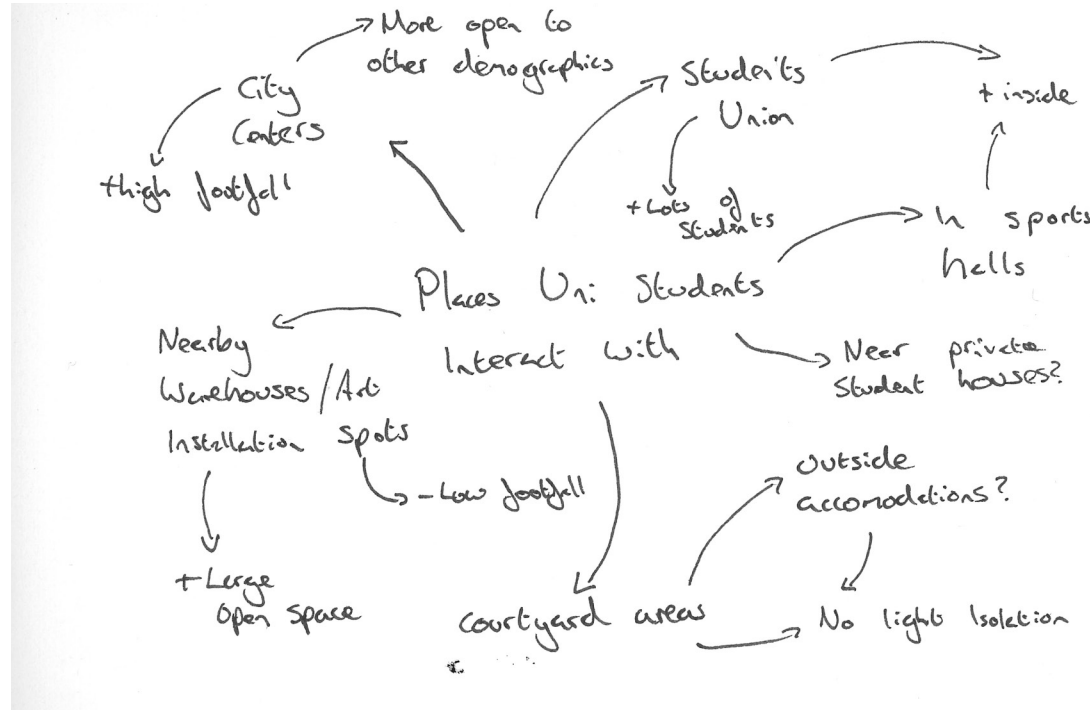 → More open to
other demographics
City
Centers
+high footfall
Students
Union
+ inside
+ Lots of
Students
In sports
halls
Places Uni Students
Interact with
Nearby
Warehouses / Art
Installation spots
- Low footfall
+ Large
Open Space
Near private
Student houses?
Outside
accomodations?
Courtyard areas
No light Isolation